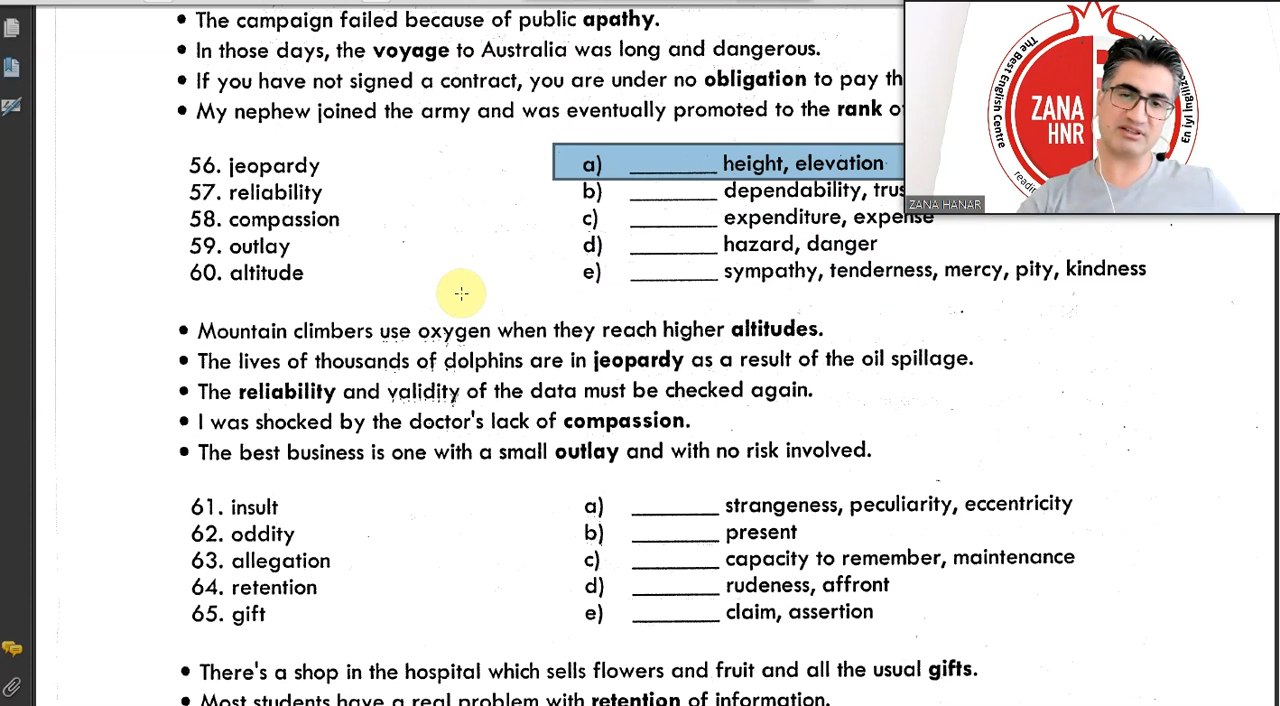 • The campaign failed because of public apathy.
• In those days, the voyage to Australia was long and dangerous.
• If you have not signed a contract, you are under no obligation to pay
• My nephew joined the army and was eventually promoted to the rank
56. jeopardy
57. reliability
58. compassion
59. outlay
60. altitude
a) ________ height, elevation
b) ________ dependability,
c) ________ expenditure, expense
d) ________ hazard, danger
e) ________ sympathy, tenderness, mercy, pity, kindness
• Mountain climbers use oxygen when they reach higher altitudes.
• The lives of thousands of dolphins are in jeopardy as a result of the oil spillage.
• The reliability and validity of the data must be checked again.
• I was shocked by the doctor's lack of compassion.
• The best business is one with a small outlay and with no risk involved.
61. insult
62. oddity
63. allegation
64. retention
65. gift
a) ________ strangeness, peculiarity, eccentricity
b) ________ present
c) ________ capacity to remember, maintenance
d) ________ rudeness, affront
e) ________ claim, assertion
• There's a shop in the hospital which sells flowers and fruit and all the usual gifts.
• Most students have a real problem with retention of information.
The Best English Centre
ZANA
HNR
ZANA HANAR